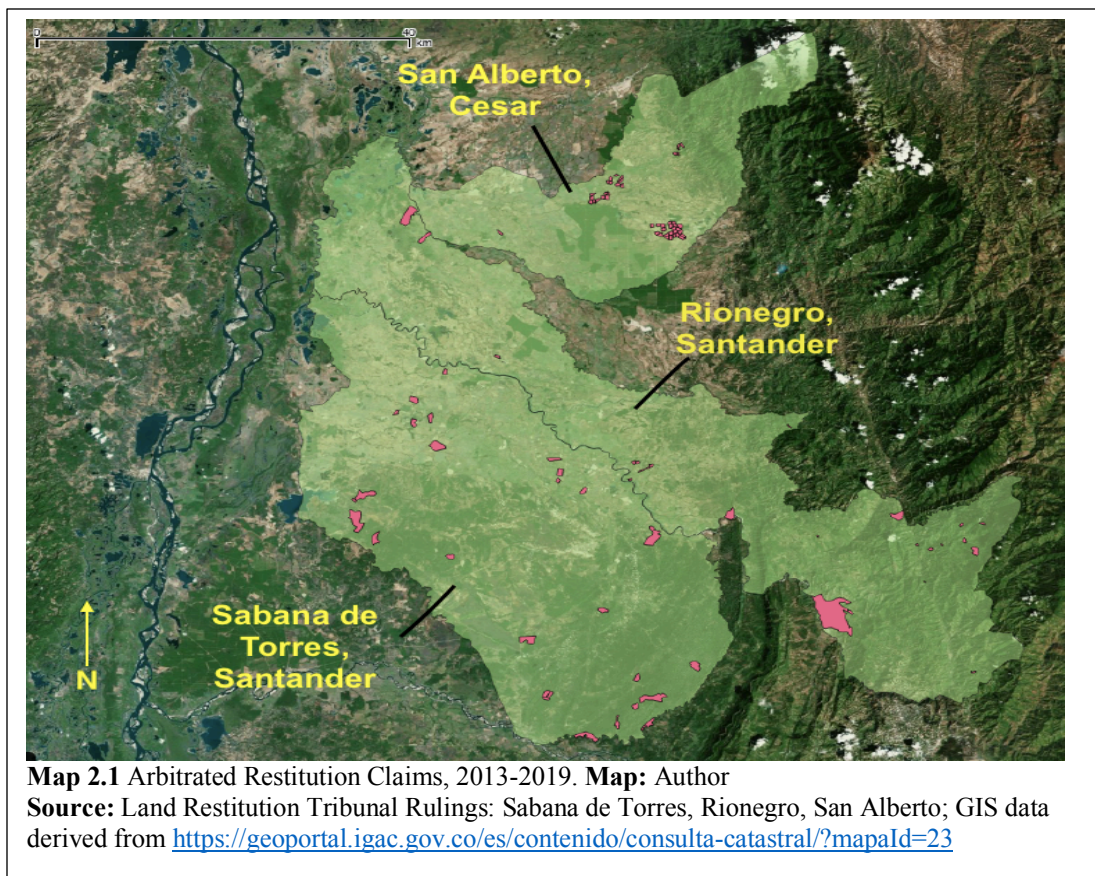 0 40
km
San Alberto,
Cesar
Rionegro,
Santander
Sabana de
Torres,
Santander
N
Map 2.1 Arbitrated Restitution Claims, 2013-2019. Map: Author
Source: Land Restitution Tribunal Rulings: Sabana de Torres, Rionegro, San Alberto; GIS data
derived from https://geoportal.igac.gov.co/es/contenido/consulta-catastral/?mapaId=23